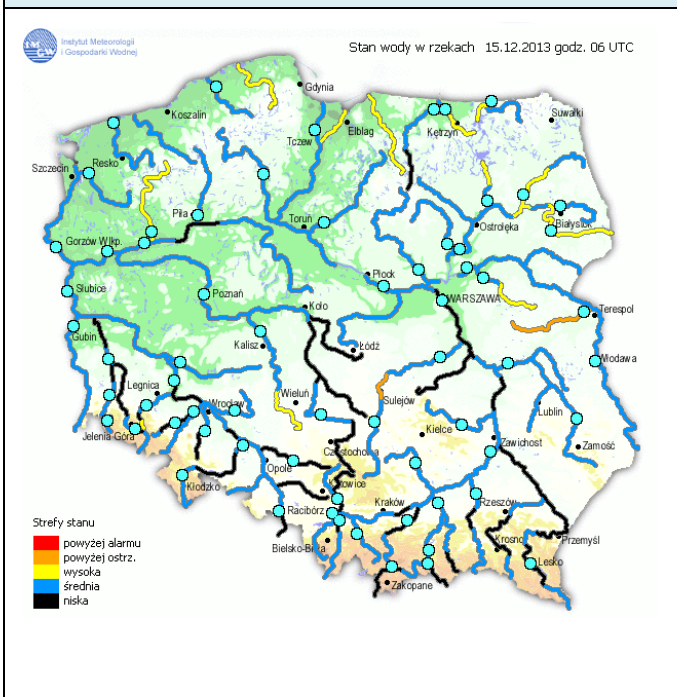 Instytut Meteorologii
i Gospodarki Wodnej
Stan wody w rzekach 15.12.2013 godz. 06 UTC
Gdynia
Koszalin
Suwałki
Elbląg
Kętrzyn
Tczew
Resko
Szczecin
Piła
Toruń
Białystok
Ostrołęka
Gorzów Wlkp.
Płock
Słubice
Poznań
WARSZAWA
Koło
Terespol
Gubin
Kalisz
Łódź
Włodawa
Legnica
Wieluń
Sulejów
Wrocław
Lublin
Jelenia Góra
Kielce
Zawichost
Zamość
Częstochowa
Opole
Kłodzko
Katowice
Racibórz
Kraków
Rzeszów
Bielsko-Biała
Krosno
Przemyśl
Lesko
Zakopane
Strefy stanu
powyżej alarmu
powyżej ostrz.
wysoka
średnia
niska